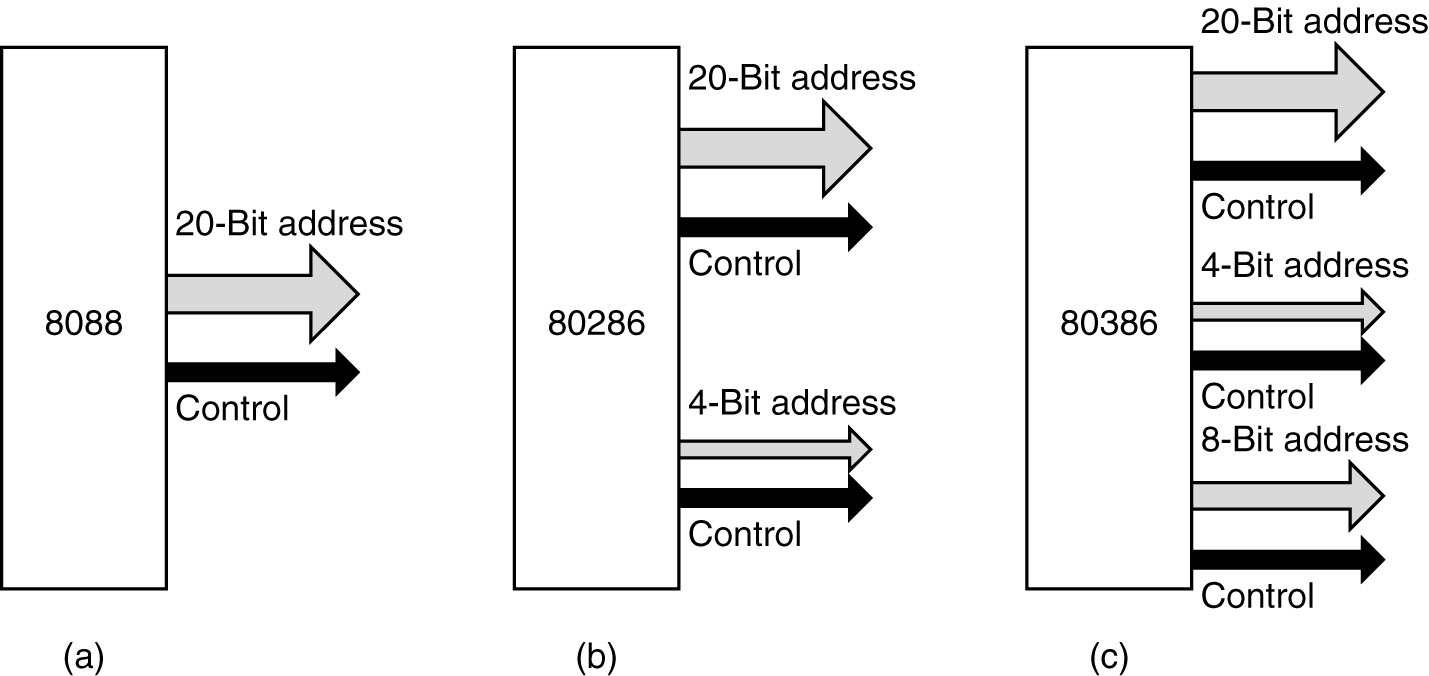 20-Bit address
8088
Control
(a)
20-Bit address
Control
80286
4-Bit address
Control
(b)
20-Bit address
Control
4-Bit address
80386
Control
8-Bit address
Control
(c)